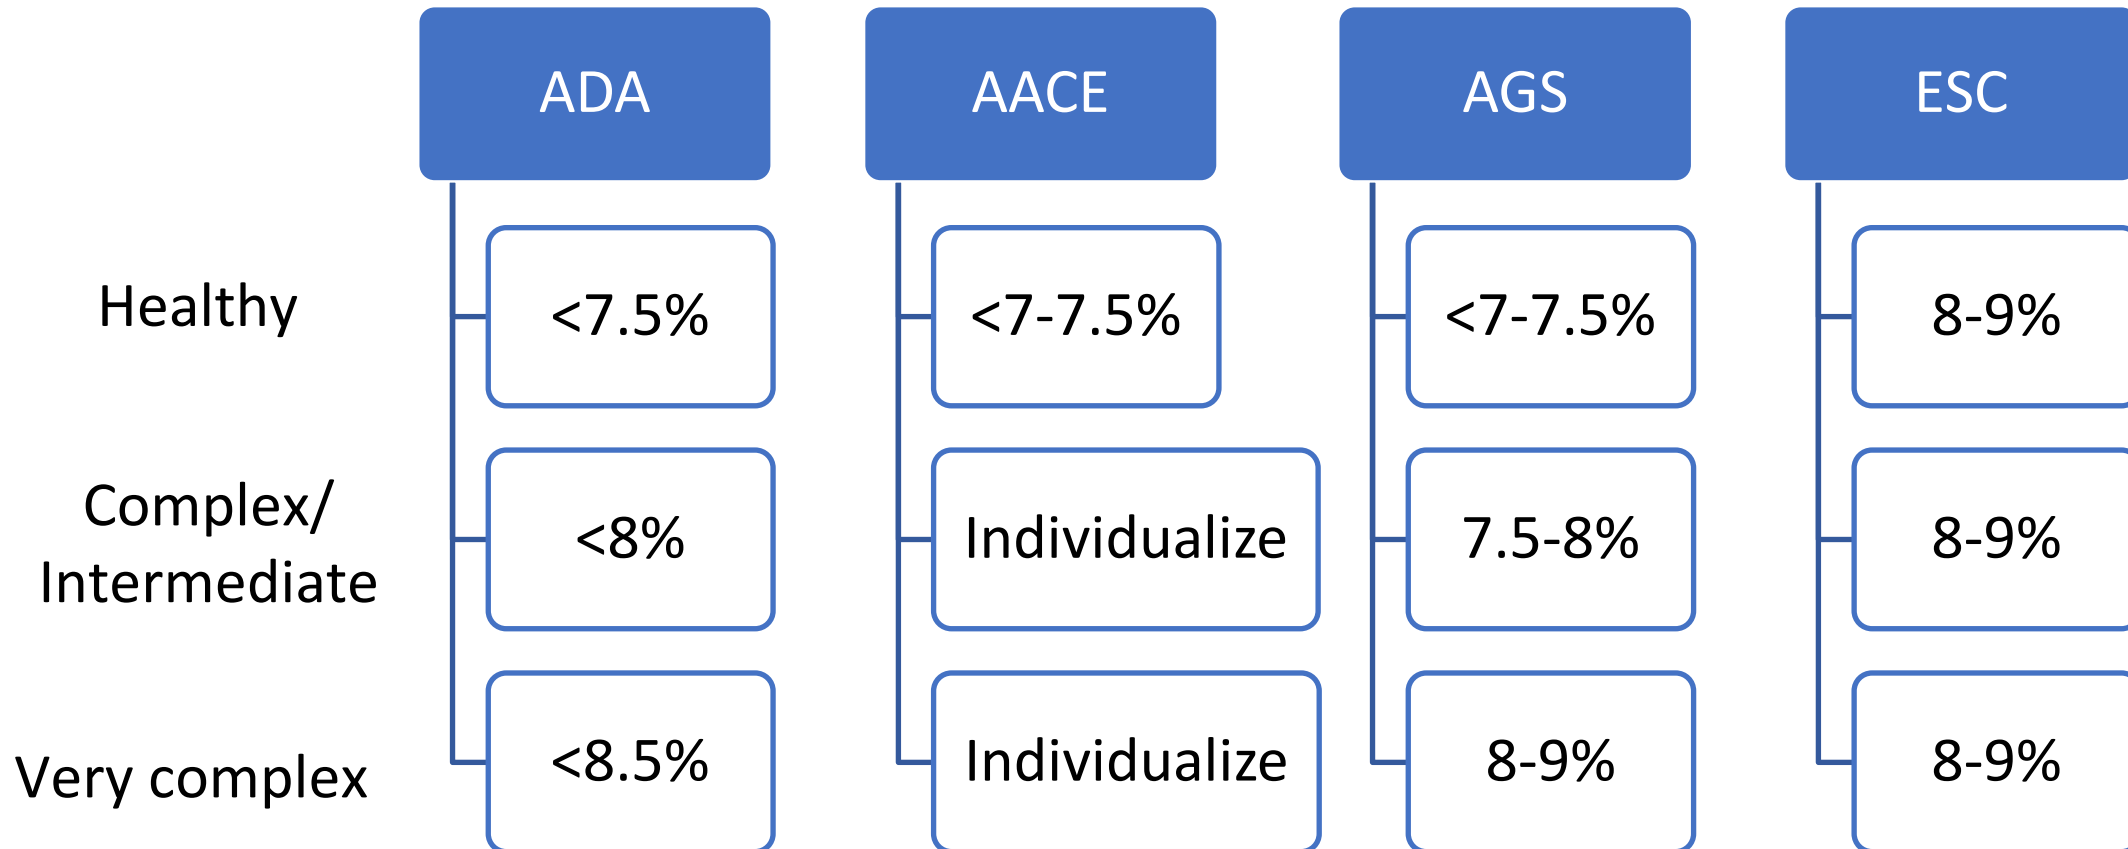 ADA
AACE
AGS
ESC
Healthy
<7.5%
<7-7.5%
<7-7.5%
8-9%
Complex/
Intermediate
<8%
Individualize
7.5-8%
8-9%
Very complex
<8.5%
Individualize
8-9%
8-9%